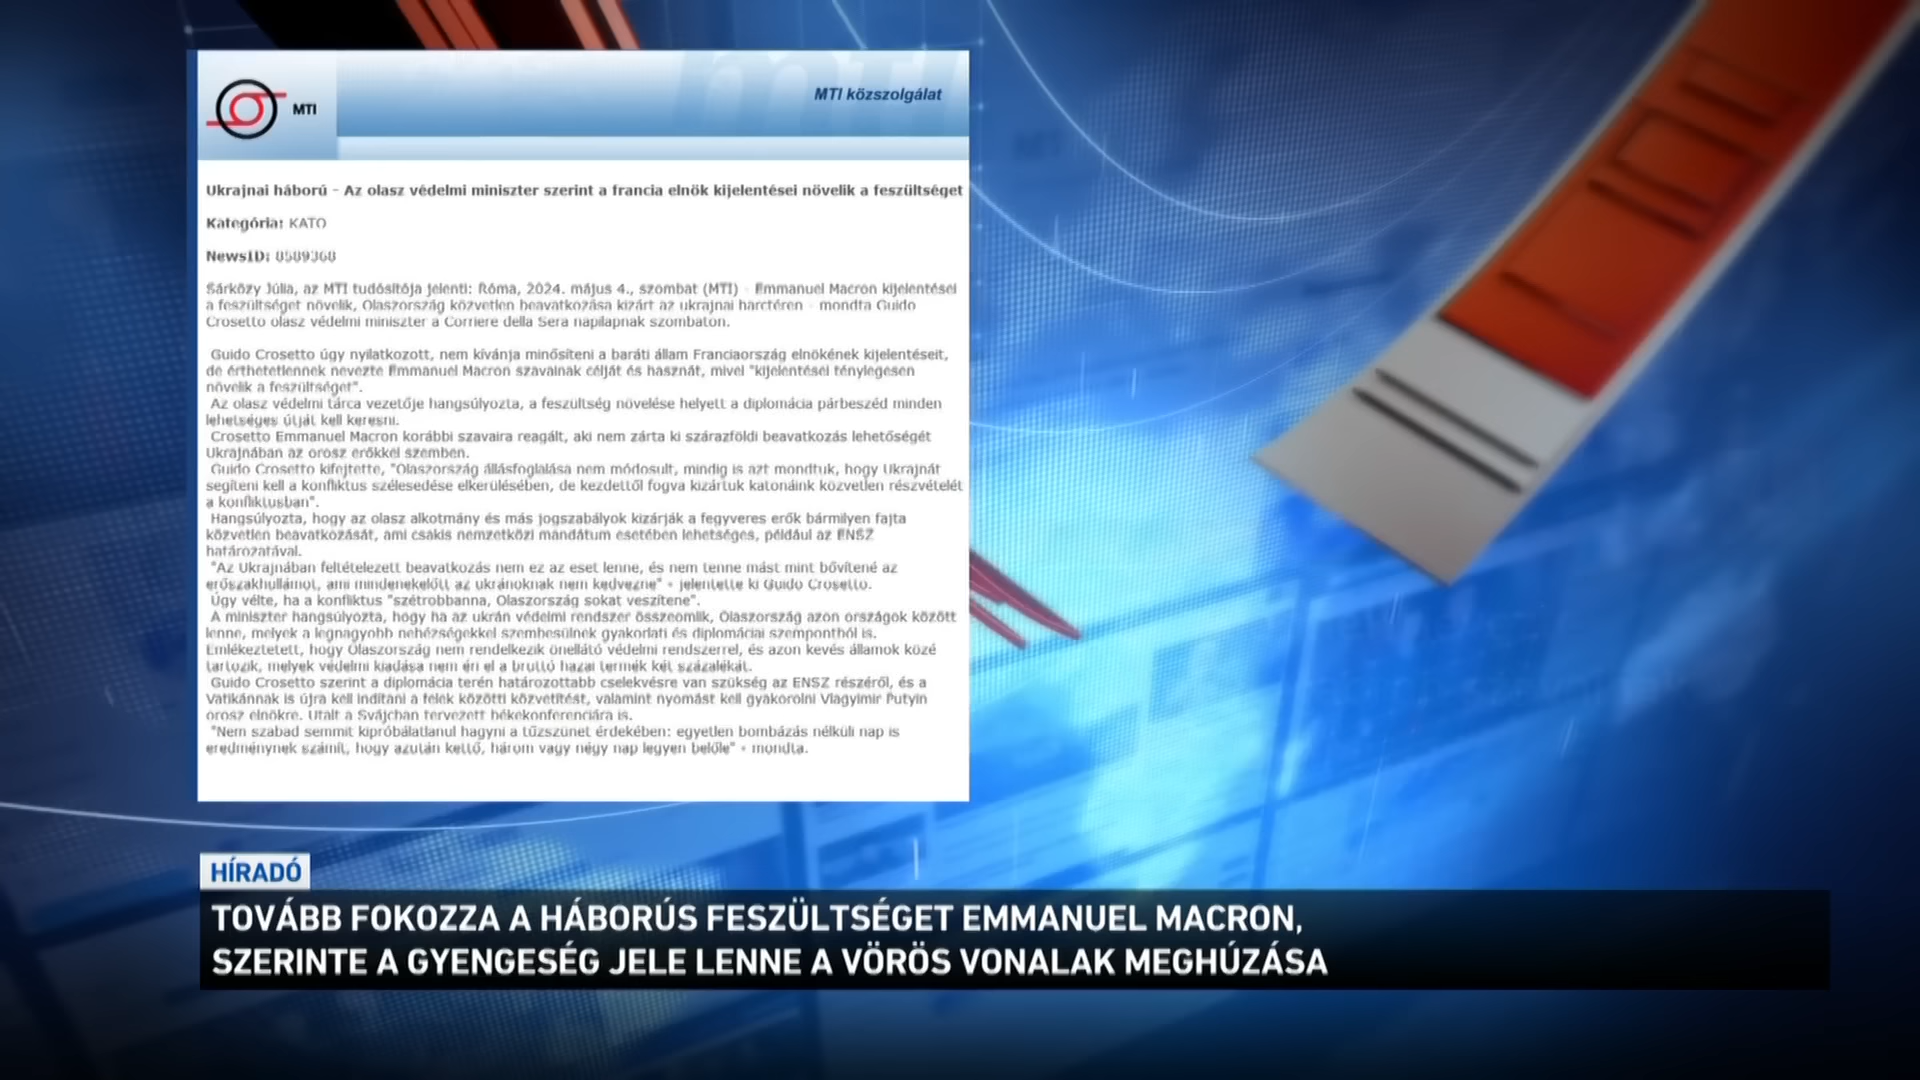 MTI
MTI közszolgálat
Ukrajnai háború - Az olasz védelmi miniszter szerint a francia elnök kijelentései növelik a feszültséget
Kategória: KATO
NewsID: 8589368
Sárközy Júlia, az MTI tudósítója jelenti: Róma, 2024. május 4., szombat (MTI) - Emmanuel Macron kijelentései
a feszültséget növelik, Olaszország közvetlen beavatkozása kizárt az ukrajnai harctéren - mondta Guido
Crosetto olasz védelmi miniszter a Corriere della Sera napilapnak szombaton.
Guido Crosetto úgy nyilatkozott, nem kívánja minősíteni a baráti állam Franciaország elnökének kijelentéseit,
de érthetetlennek nevezte Emmanuel Macron szavainak célját és hasznát, mivel "kijelentései ténylegesen
növelik a feszültséget".
Az olasz védelmi tárca vezetője hangsúlyozta, a feszültség növelése helyett a diplomácia párbeszéd minden
lehetséges útját kell keresni.
Crosetto Emmanuel Macron korábbi szavaira reagált, aki nem zárta ki szárazföldi beavatkozás lehetőségét
Ukrajnában az orosz erőkkel szemben.
Guido Crosetto kifejtette, "Olaszország állásfoglalása nem módosult, mindig is azt mondtuk, hogy Ukrajnát
segíteni kell a konfliktus szélesedése elkerülésében, de kezdettől fogva kizártuk katonáink közvetlen részvételét
a konfliktusban".
Hangsúlyozta, hogy az olasz alkotmány és más jogszabályok kizárják a fegyveres erők bármilyen fajta
közvetlen beavatkozását, ami csakis nemzetközi mandátum esetében lehetséges, például az ENSZ
határozatával.
"Az Ukrajnában feltételezett beavatkozás nem ez az eset lenne, és nem tenne mást mint bővítené az
erőszakhullámot, ami mindenekelőtt az ukránoknak nem kedvezne" - jelentette ki Guido Crosetto.
Úgy vélte, ha a konfliktus "szétrobbanna, Olaszország sokat veszítene".
A miniszter hangsúlyozta, hogy ha az ukrán védelmi rendszer összeomlik, Olaszország azon országok között
lenne, melyek a legnagyobb nehézségekkel szembesülnek gyakorlati és diplomáciai szempontból is.
Emlékeztetett, hogy Olaszország nem rendelkezik önellátó védelmi rendszerrel, és azon kevés államok közé
tartozik, melyek védelmi kiadása nem éri el a bruttó hazai termék két százalékát.
Guido Crosetto szerint a diplomácia terén határozottabb cselekvésre van szükség az ENSZ részéről, és a
Vatikánnak is újra kell indítani a felek közötti közvetítést, valamint nyomást kell gyakorolni Vlagyimir Putyin
orosz elnökre. Utalt a Svájcban tervezett békekonferenciára is.
"Nem szabad semmit kipróbálatlanul hagyni a tűzszünet érdekében: egyetlen bombázás nélküli nap is
eredménynek számít, hogy azután kettő, három vagy négy nap legyen belőle" - mondta.
HÍRADÓ
TOVÁBB FOKOZZA A HÁBORÚS FESZÜLTSÉGET EMMANUEL MACRON,
SZERINTE A GYENGESÉG JELE LENNE A VÖRÖS VONALAK MEGHÚZÁSA